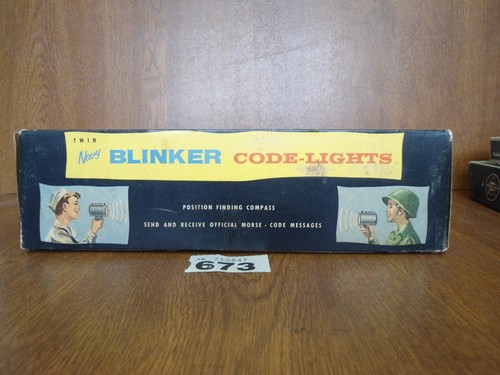 TWIN
Navy BLINKER CODE-LIGHTS
POSITION FINDING COMPASS
SEND AND RECEIVE OFFICIAL MORSE - CODE MESSAGES
673